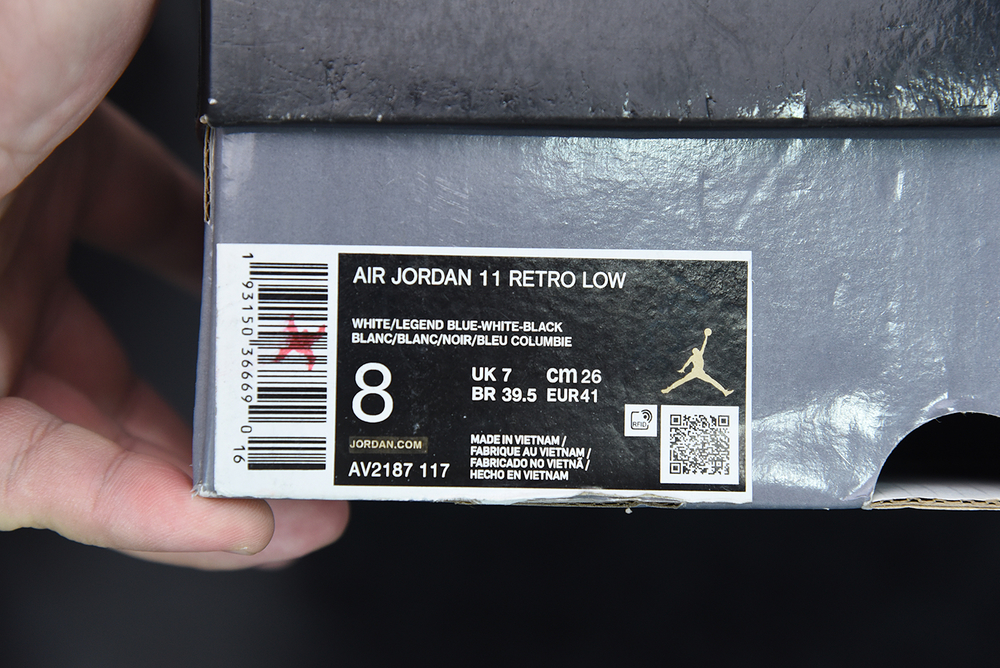 1 93150 36669 0 16
AIR JORDAN 11 RETRO LOW
WHITE/LEGEND BLUE-WHITE-BLACK
BLANC/BLANC/NOIR/BLEU COLUMBIE
8
UK 7 cm 26
BR 39.5 EUR 41
RFID
JORDAN.COM
AV2187 117
MADE IN VIETNAM /
FABRIQUE AU VIETNAM /
FABRICADO NO VIETNÃ /
HECHO EN VIETNAM